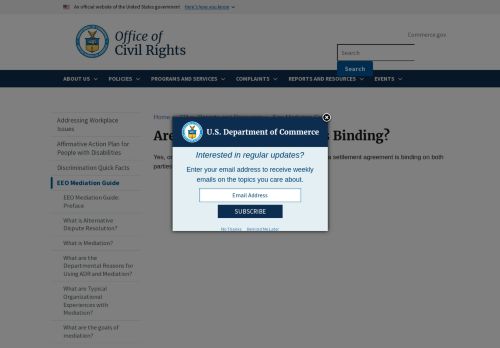 An official website of the United States government
Here's how you know
Office of
Civil Rights
Commerce.gov
Search
Search
ABOUT US
POLICIES
PROGRAMS AND SERVICES
COMPLAINTS
REPORTS AND RESOURCES
EVENTS
Addressing Workplace
Issues
Affirmative Action Plan for
People with Disabilities
Discrimination Quick Facts
EEO Mediation Guide
EEO Mediation Guide:
Preface
What is Alternative
Dispute Resolution?
What is Mediation?
What are the
Departmental Reasons for
Using ADR and Mediation?
What are Typical
Organizational
Experiences with
Mediation?
What are the goals of
mediation?
Home
Are
s Binding?
Yes, on
a settlement agreement is binding on both
parties
U.S. Department of Commerce
Interested in regular updates?
Enter your email address to receive weekly
emails on the topics you care about.
Email Address
SUBSCRIBE
No Thanks
Remind Me Later